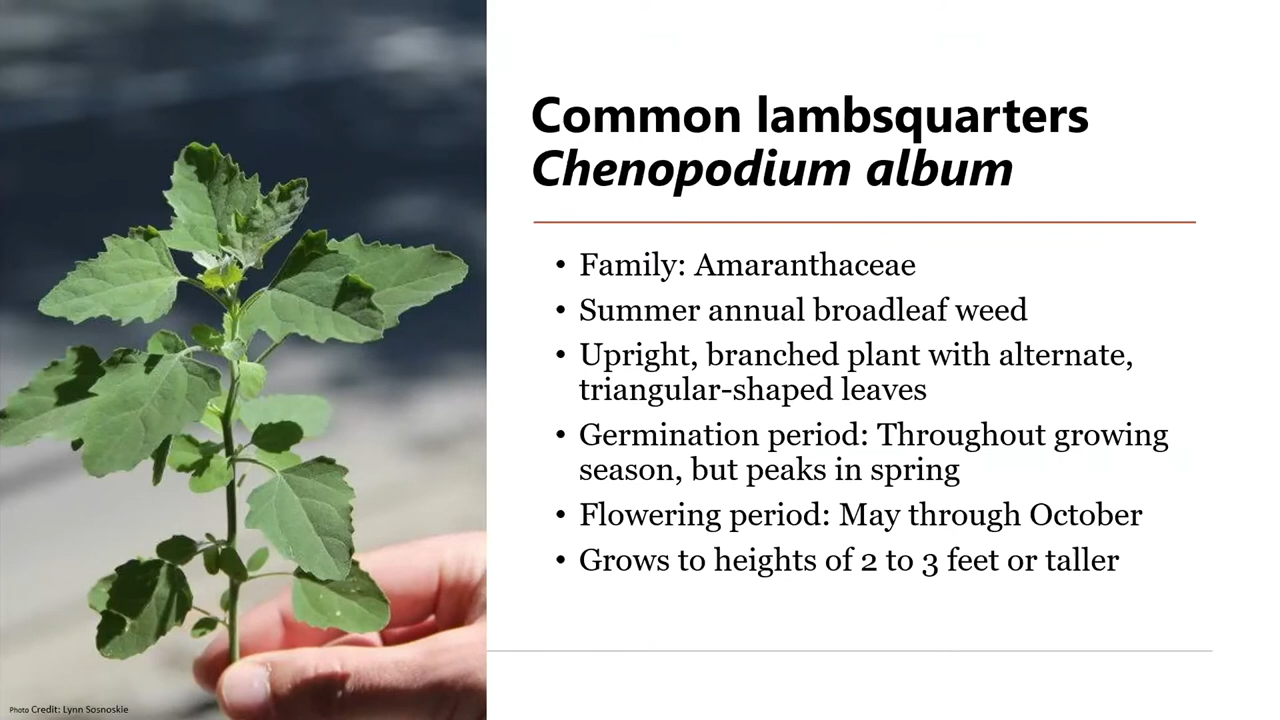 Common lambsquarters
Chenopodium album
• Family: Amaranthaceae
• Summer annual broadleaf weed
• Upright, branched plant with alternate,
triangular-shaped leaves
• Germination period: Throughout growing
season, but peaks in spring
• Flowering period: May through October
• Grows to heights of 2 to 3 feet or taller
Photo Credit: Lynn Sosnoskie